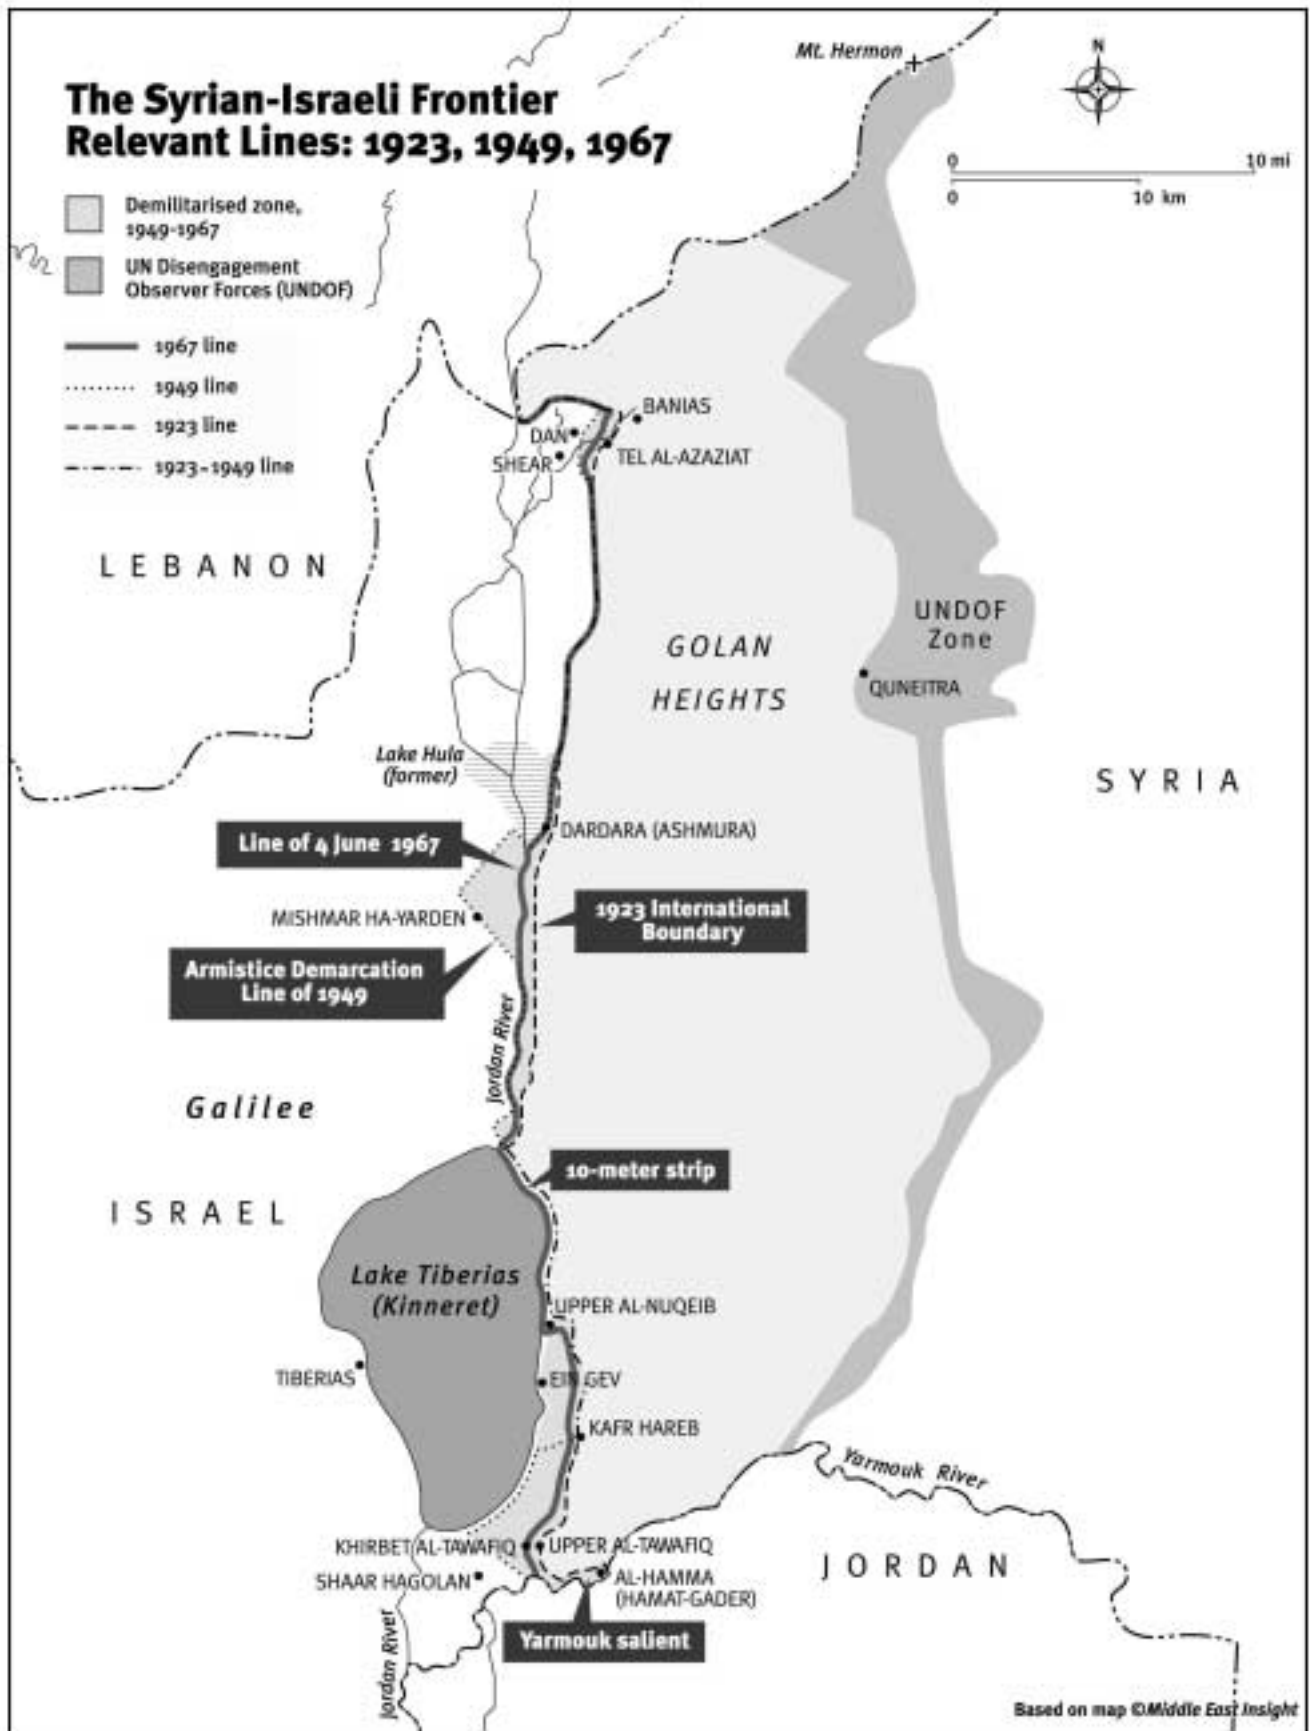 The Syrian-Israeli Frontier
Relevant Lines: 1923, 1949, 1967
Demilitarised zone,
1949-1967
UN Disengagement
Observer Forces (UNDOF)
1967 line
1949 line
1923 line
1923-1949 line
Mt. Hermon
N
0
10 mi
0
10 km
BANIAS
DAN
SHEAR
TEL AL-AZAZIAT
LEBANON
GOLAN
HEIGHTS
UNDOF
Zone
QUNEITRA
Lake Hula
(former)
SYRIA
DARDARA (ASHMURA)
Line of 4 June 1967
MISHMAR HA-YARDEN
1923 International
Boundary
Armistice Demarcation
Line of 1949
Jordan River
Galilee
10-meter strip
ISRAEL
Lake Tiberias
(Kinneret)
UPPER AL-NUQEIB
TIBERIAS
EIN GEV
KAFR HAREB
Yarmouk River
KHIRBET AL-TAWAFIQ
UPPER AL-TAWAFIQ
SHAAR HAGOLAN
AL-HAMMA
(HAMAT-GADER)
JORDAN
Yarmouk salient
Jordan River
Based on map ©Middle East Insight